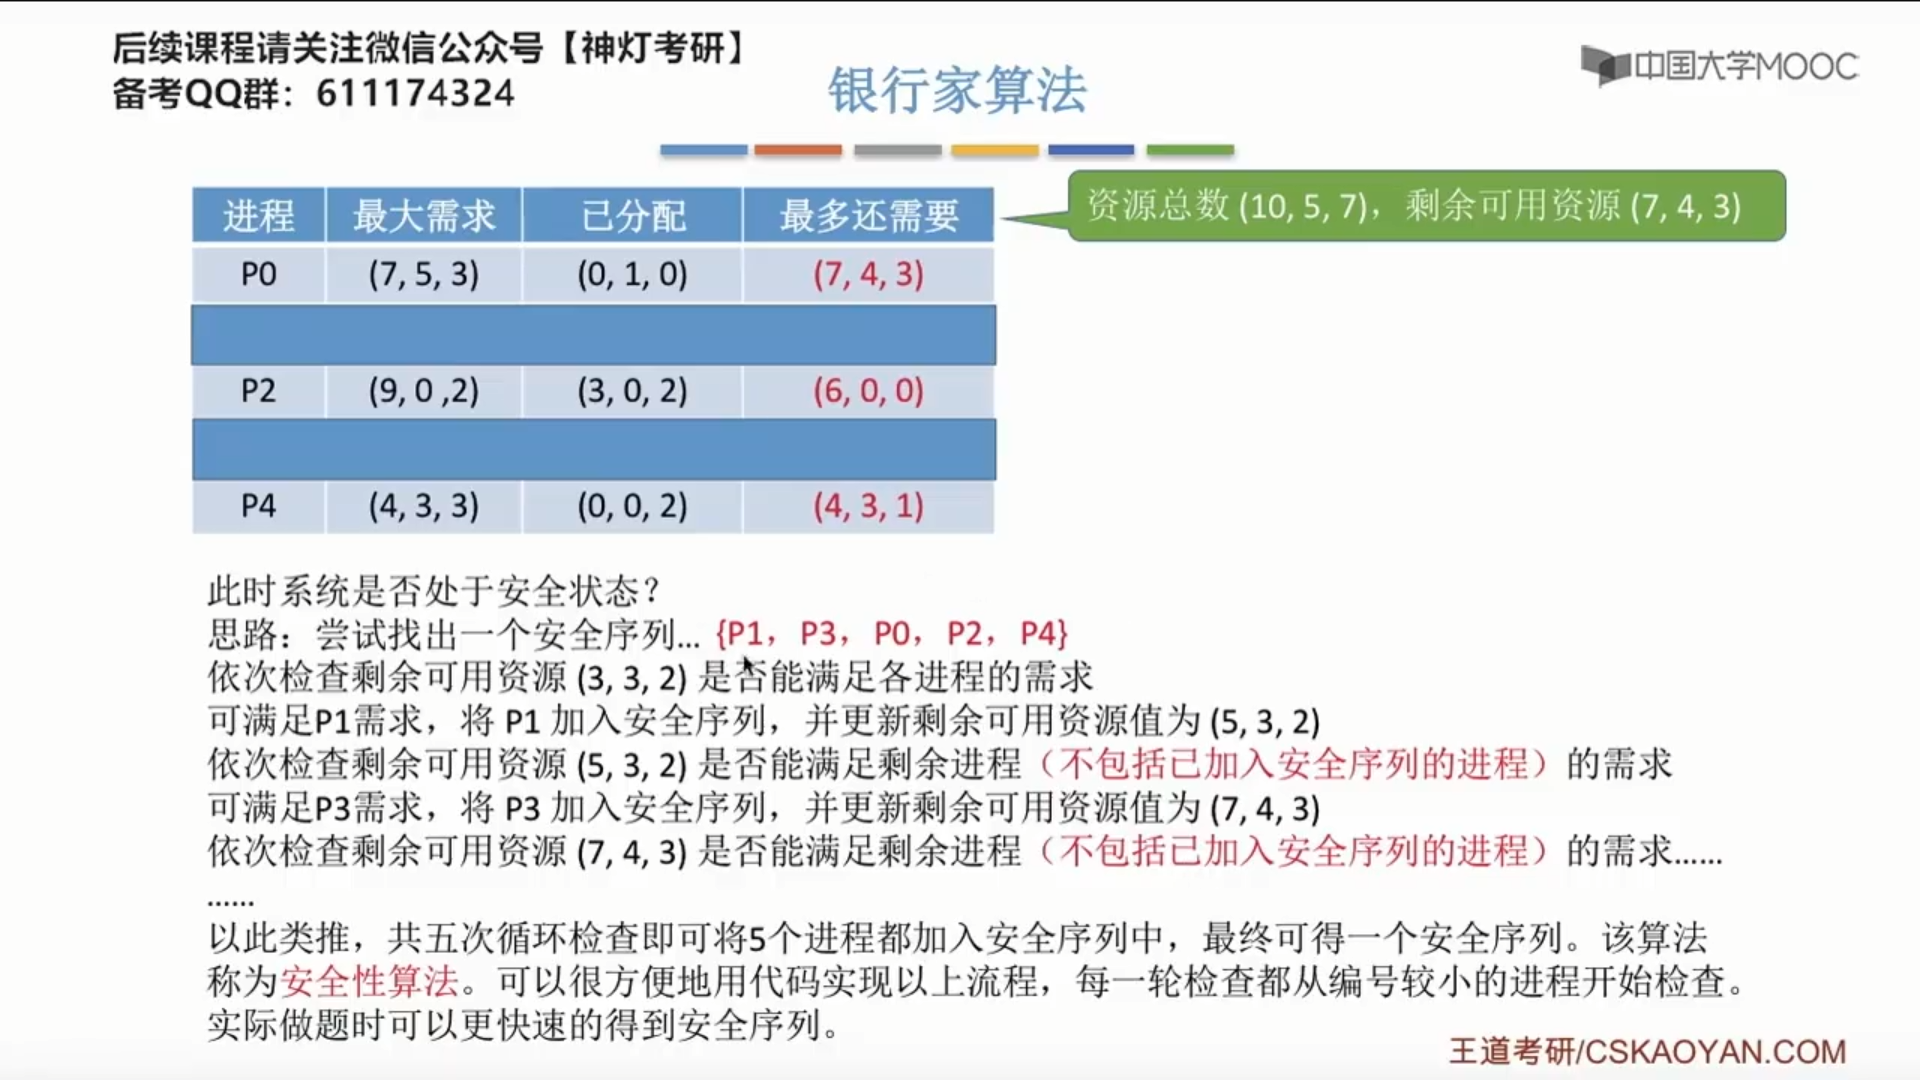 后续课程请关注微信公众号【神灯考研】
备考QQ群：611174324
中国大学MOOC
银行家算法
资源总数 (10, 5, 7)，剩余可用资源 (7, 4, 3)
进程 最大需求 已分配 最多还需要
P0 (7, 5, 3) (0, 1, 0) (7, 4, 3)
P2 (9, 0 ,2) (3, 0, 2) (6, 0, 0)
P4 (4, 3, 3) (0, 0, 2) (4, 3, 1)
此时系统是否处于安全状态？
思路：尝试找出一个安全序列... {P1，P3，P0，P2，P4}
依次检查剩余可用资源 (3, 3, 2) 是否能满足各进程的需求
可满足P1需求，将 P1 加入安全序列，并更新剩余可用资源值为 (5, 3, 2)
依次检查剩余可用资源 (5, 3, 2) 是否能满足剩余进程（不包括已加入安全序列的进程）的需求
可满足P3需求，将 P3 加入安全序列，并更新剩余可用资源值为 (7, 4, 3)
依次检查剩余可用资源 (7, 4, 3) 是否能满足剩余进程（不包括已加入安全序列的进程）的需求......
......
以此类推，共五次循环检查即可将5个进程都加入安全序列中，最终可得一个安全序列。该算法
称为安全性算法。可以很方便地用代码实现以上流程，每一轮检查都从编号较小的进程开始检查。
实际做题时可以更快速的得到安全序列。
王道考研/CSKAOYAN.COM